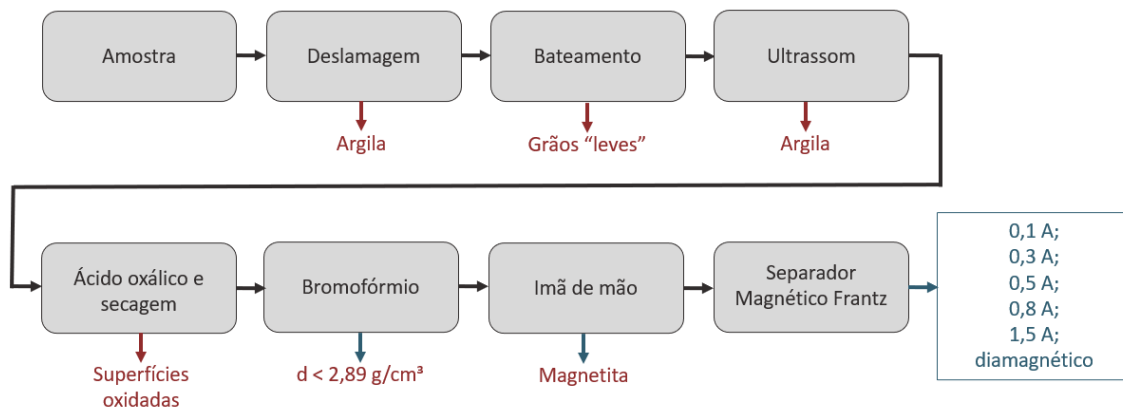 Amostra
Deslamagem
Bateamento
Ultrassom
Argila
Grãos “leves”
Argila
Ácido oxálico e
secagem
Bromofórmio
Imã de mão
Separador
Magnético Frantz
0,1 A;
0,3 A;
0,5 A;
0,8 A;
1,5 A;
diamagnético
Superfícies
oxidadas
d < 2,89 g/cm³
Magnetita